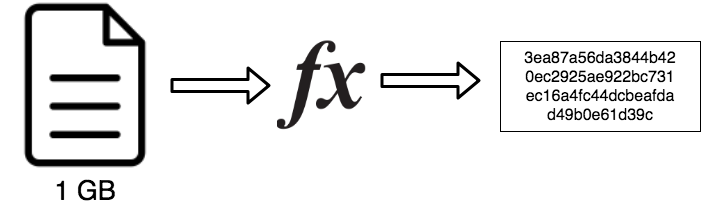 1 GB
fx
3ea87a56da3844b42
0ec2925ae922bc731
ec16a4fc44dcbeafda
d49b0e61d39c